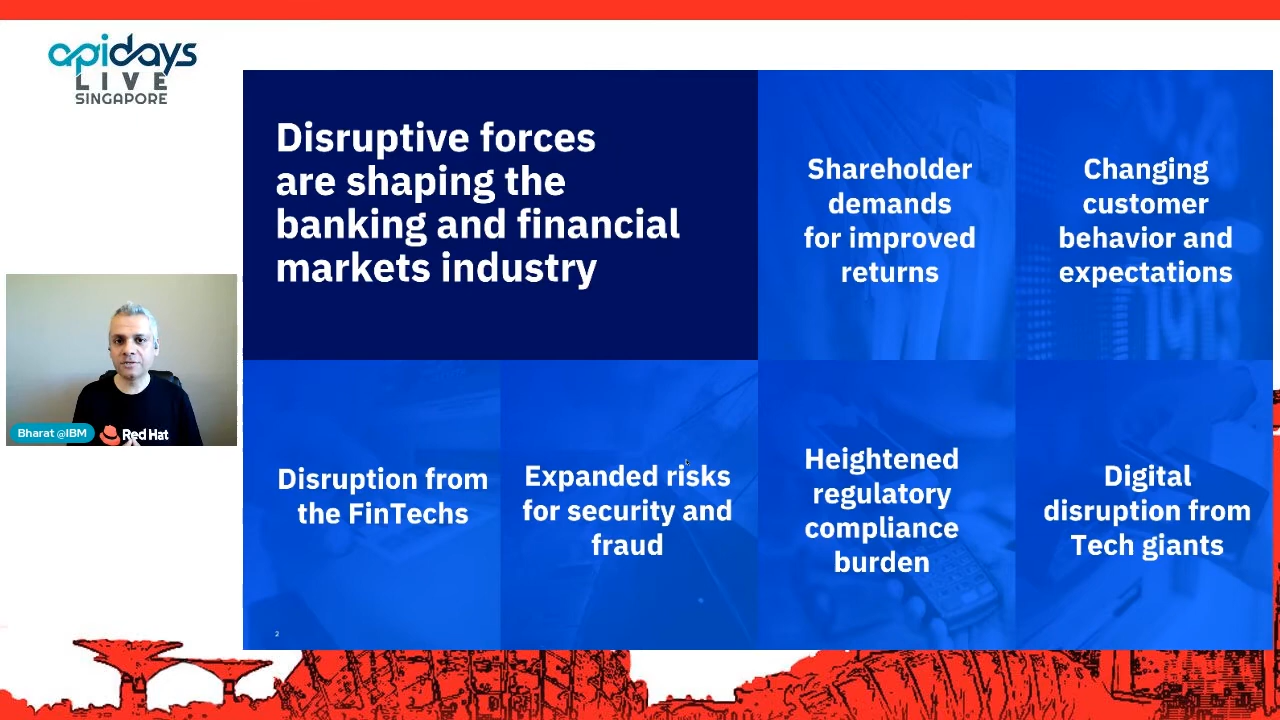 apidays
LIVE
SINGAPORE
Disruptive forces
are shaping the
banking and financial
markets industry
Shareholder
demands
for improved
returns
Changing
customer
behavior and
expectations
Bharat @IBM
Red Hat
Disruption from
the FinTechs
Expanded risks
for security and
fraud
Heightened
regulatory
compliance
burden
Digital
disruption from
Tech giants
2